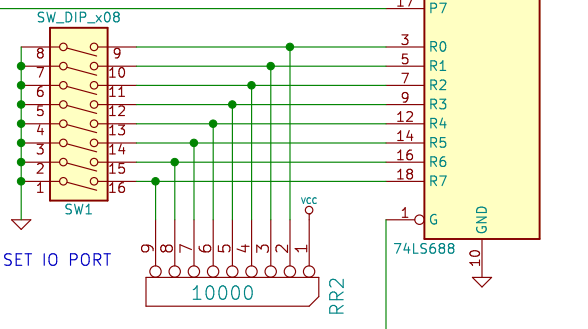 17 P7
SW_DIP_x08
8 9 3 R0
7 10 5 R1
6 11 7 R2
5 12 9 R3
4 13 12 R4
3 14 14 R5
2 15 16 R6
1 16 18 R7
SW1
vcc
1 G
GND
74LS688
10
SET IO PORT
9 8 7 6 5 4 3 2 1
10000
RR2